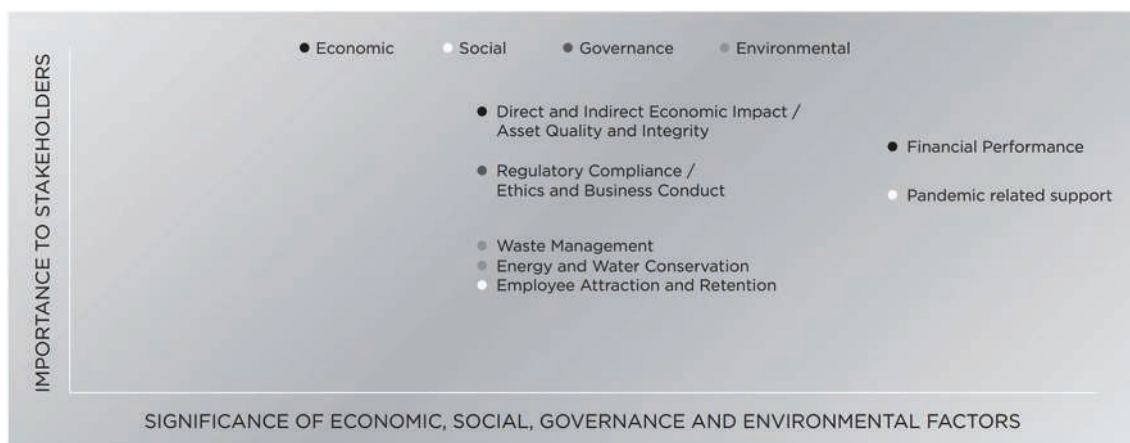 Economic
Social
Governance
Environmental
IMPORTANCE TO STAKEHOLDERS
Direct and Indirect Economic Impact /
Asset Quality and Integrity
Financial Performance
Regulatory Compliance /
Ethics and Business Conduct
Pandemic related support
Waste Management
Energy and Water Conservation
Employee Attraction and Retention
SIGNIFICANCE OF ECONOMIC, SOCIAL, GOVERNANCE AND ENVIRONMENTAL FACTORS